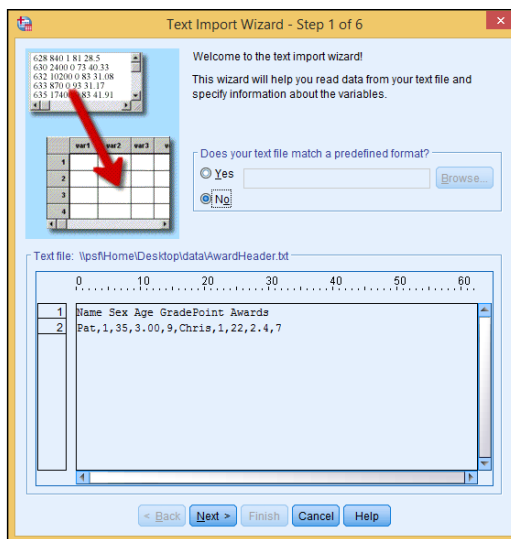 Text Import Wizard - Step 1 of 6
628 840 1 81 28.5
630 2400 0 73 40.33
632 10200 0 83 31.08
633 870 0 93 31.17
635 1740 83 41.91
var1 var2 var3 v
1
2
3
4
Welcome to the text import wizard!
This wizard will help you read data from your text file and
specify information about the variables.
Does your text file match a predefined format?
Yes
Browse...
No
Text file: \\psf\Home\Desktop\data\AwardHeader.txt
0 10 20 30 40 50 60
1 Name Sex Age GradePoint Awards
2 Pat,1,35,3.00,9,Chris,1,22,2.4,7
< Back Next > Finish Cancel Help